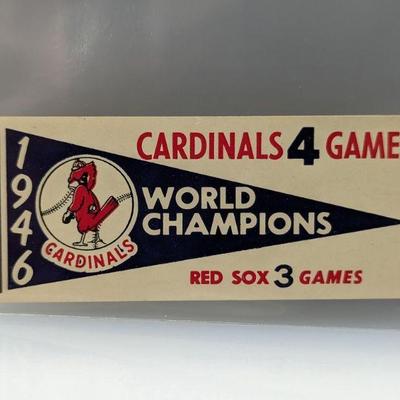 1946
CARDINALS 4 GAME
WORLD
CHAMPIONS
CARDINALS
RED SOX 3 GAMES